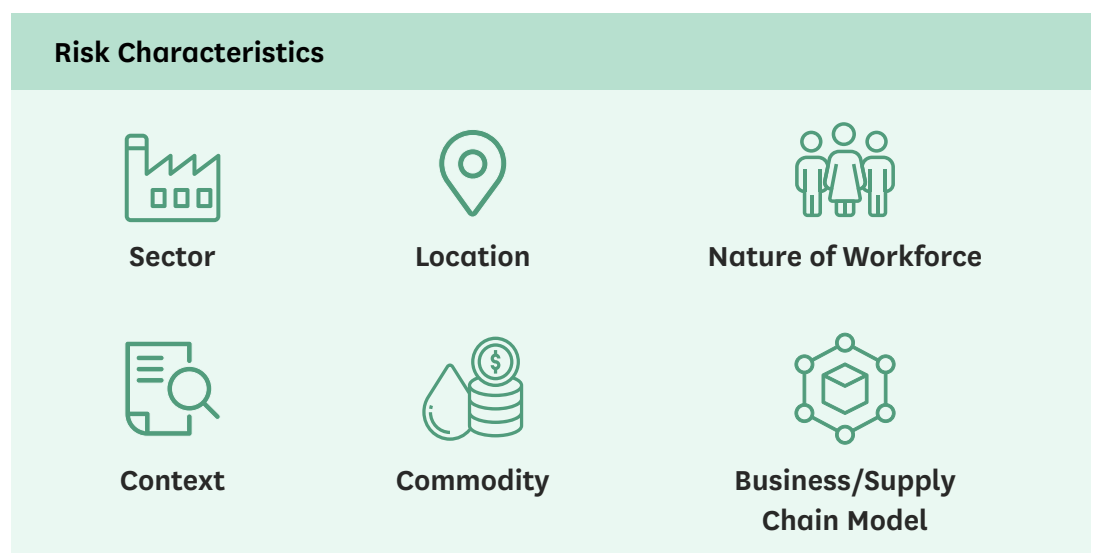 Risk Characteristics
Sector
Location
Nature of Workforce
$
Context
Commodity
Business/Supply
Chain Model